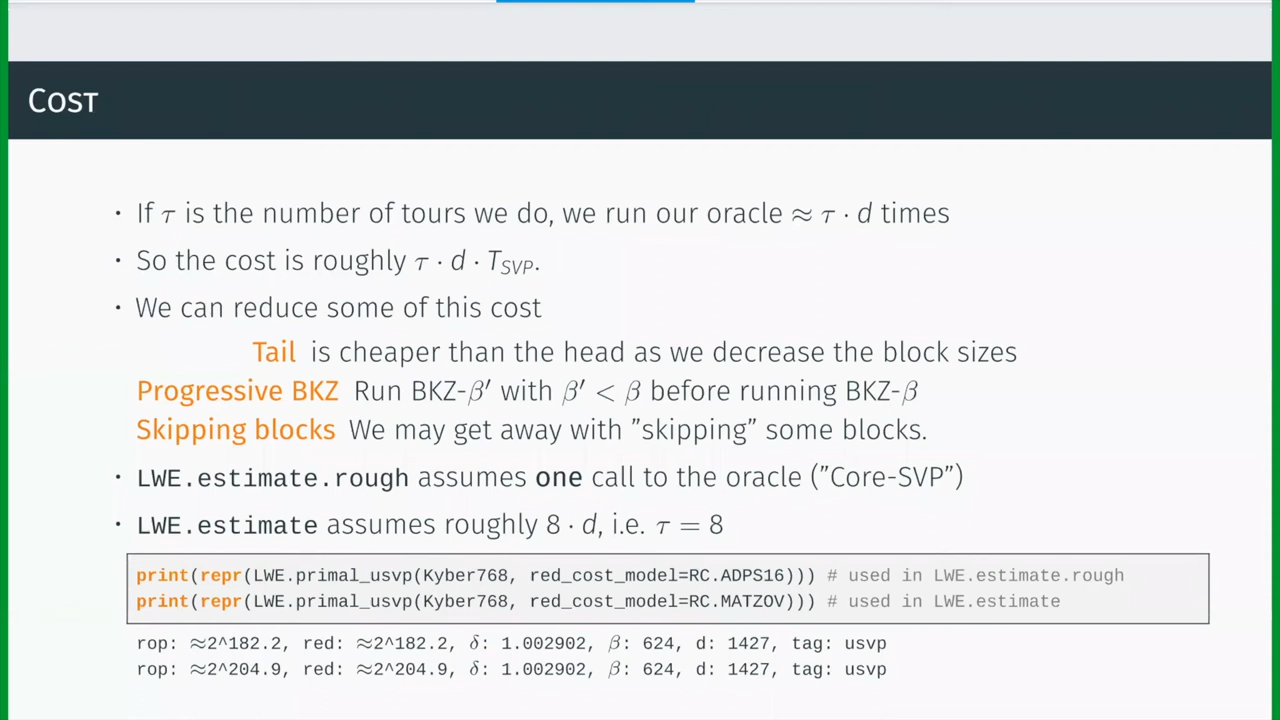 Cost
· If τ is the number of tours we do, we run our oracle ≈ τ · d times
· So the cost is roughly τ · d · T_SVP.
· We can reduce some of this cost
Tail is cheaper than the head as we decrease the block sizes
Progressive BKZ Run BKZ-β′ with β′ < β before running BKZ-β
Skipping blocks We may get away with ”skipping” some blocks.
· LWE.estimate.rough assumes one call to the oracle (”Core-SVP”)
· LWE.estimate assumes roughly 8 · d, i.e. τ = 8
print(repr(LWE.primal_usvp(Kyber768, red_cost_model=RC.ADPS16))) # used in LWE.estimate.rough
print(repr(LWE.primal_usvp(Kyber768, red_cost_model=RC.MATZOV))) # used in LWE.estimate
rop: ≈2^182.2, red: ≈2^182.2, δ: 1.002902, β: 624, d: 1427, tag: usvp
rop: ≈2^204.9, red: ≈2^204.9, δ: 1.002902, β: 624, d: 1427, tag: usvp